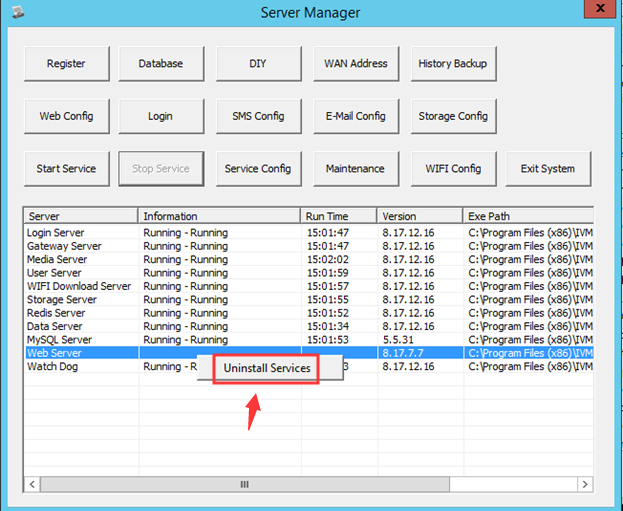 Server Manager
x
Register Database DIY WAN Address History Backup
Web Config Login SMS Config E-Mail Config Storage Config
Start Service Stop Service Service Config Maintenance WIFI Config Exit System
Server Information Run Time Version Exe Path
Login Server Running - Running 15:01:47 8.17.12.16 C:\Program Files (x86)\IVM
Gateway Server Running - Running 15:01:47 8.17.12.16 C:\Program Files (x86)\IVM
Media Server Running - Running 15:02:02 8.17.12.16 C:\Program Files (x86)\IVM
User Server Running - Running 15:01:59 8.17.12.16 C:\Program Files (x86)\IVM
WIFI Download Server Running - Running 15:01:57 8.17.12.16 C:\Program Files (x86)\IVM
Storage Server Running - Running 15:01:55 8.17.12.16 C:\Program Files (x86)\IVM
Redis Server Running - Running 15:01:52 8.17.12.16 C:\Program Files (x86)\IVM
Data Server Running - Running 15:01:34 8.17.12.16 C:\Program Files (x86)\IVM
MySQL Server Running - Running 15:01:53 5.5.31 C:\Program Files (x86)\IVM
Web Server 8.17.7.7 C:\Program Files (x86)\IVM
Watch Dog Running - R 3 8.17.12.16 C:\Program Files (x86)\IVM
Uninstall Services